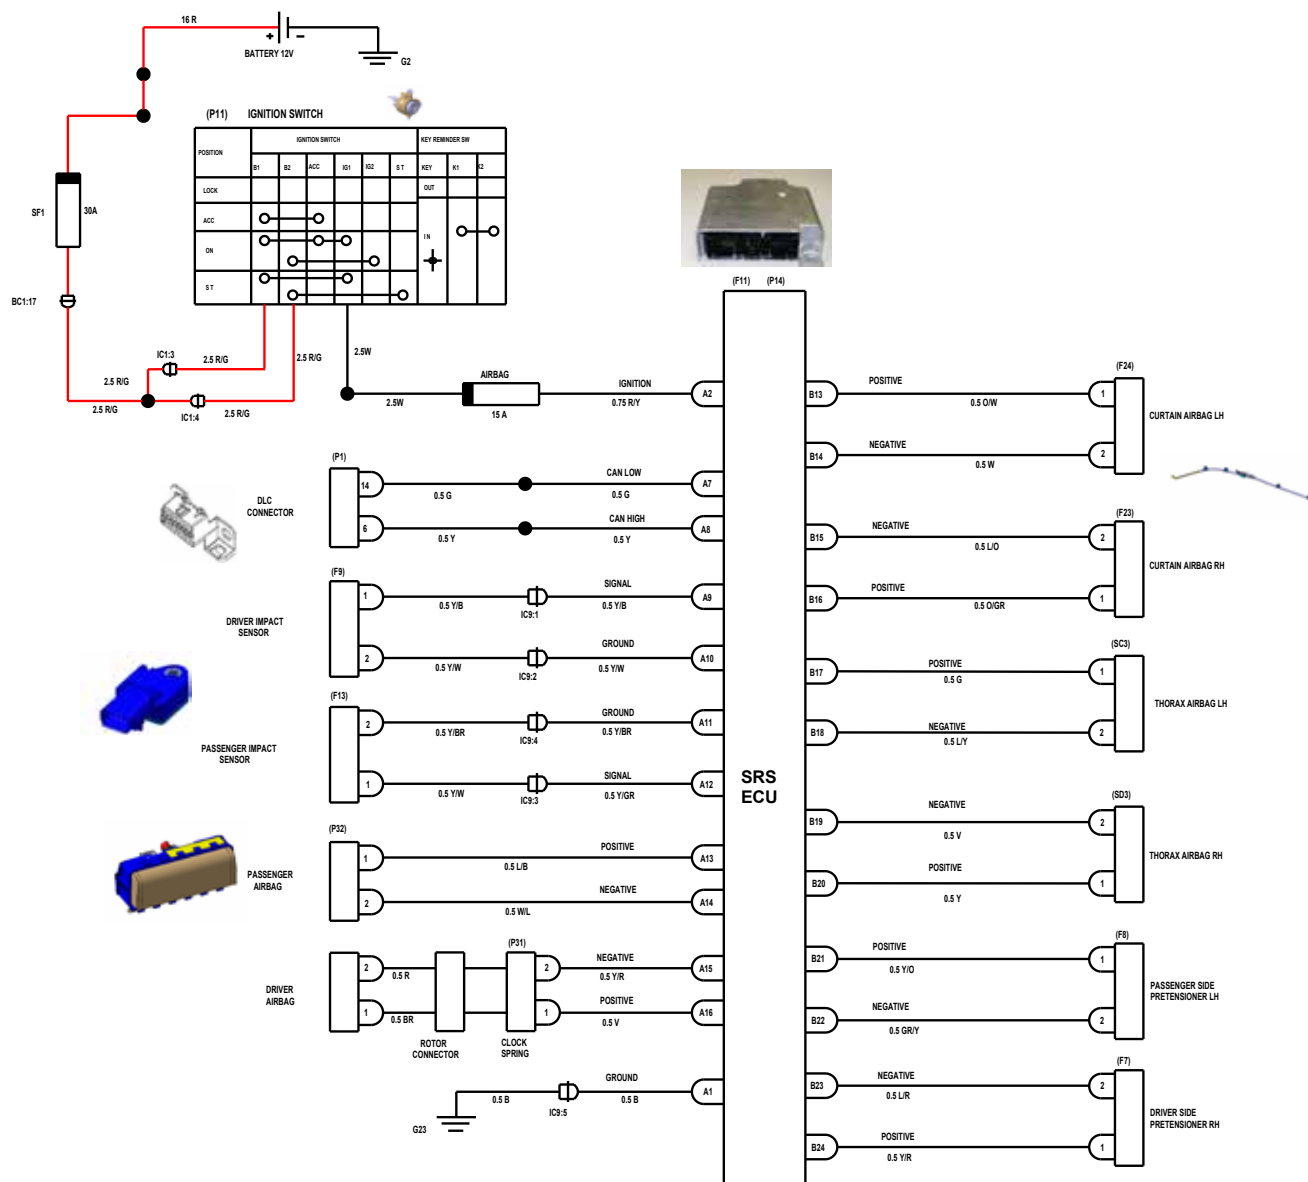 16 R
+ −
BATTERY 12V
G2
(P11) IGNITION SWITCH
POSITION
IGNITION SWITCH
KEY REMINDER SW
B1 B2 ACC IG1 IG2 S T KEY K1 K2
LOCK
OUT
ACC
ON
I N
S T
SF1
30A
BC1:17
IC1:3
2.5 R/G
2.5 R/G
2.5 R/G
2.5W
2.5 R/G
IC1:4
2.5 R/G
AIRBAG
15 A
2.5W
IGNITION
0.75 R/Y
A2
(F11) (P14)
SRS
ECU
(P1)
DLC
CONNECTOR
14
0.5 G
CAN LOW
0.5 G
A7
6
0.5 Y
CAN HIGH
0.5 Y
A8
(F9)
DRIVER IMPACT
SENSOR
1
0.5 Y/B
IC9:1
SIGNAL
0.5 Y/B
A9
2
0.5 Y/W
IC9:2
GROUND
0.5 Y/W
A10
(F13)
PASSENGER IMPACT
SENSOR
2
0.5 Y/BR
IC9:4
GROUND
0.5 Y/BR
A11
1
0.5 Y/W
IC9:3
SIGNAL
0.5 Y/GR
A12
(P32)
PASSENGER
AIRBAG
1
0.5 L/B
POSITIVE
A13
2
0.5 W/L
NEGATIVE
A14
DRIVER
AIRBAG
2
0.5 R
1
0.5 BR
ROTOR
CONNECTOR
(P31)
CLOCK
SPRING
2
NEGATIVE
0.5 Y/R
A15
1
POSITIVE
0.5 V
A16
G23
0.5 B
IC9:5
GROUND
0.5 B
A1
B13
POSITIVE
0.5 O/W
1
(F24)
CURTAIN AIRBAG LH
B14
NEGATIVE
0.5 W
2
B15
NEGATIVE
0.5 L/O
2
(F23)
CURTAIN AIRBAG RH
B16
POSITIVE
0.5 O/GR
1
B17
POSITIVE
0.5 G
1
(SC3)
THORAX AIRBAG LH
B18
NEGATIVE
0.5 L/Y
2
B19
NEGATIVE
0.5 V
2
(SD3)
THORAX AIRBAG RH
B20
POSITIVE
0.5 Y
1
B21
POSITIVE
0.5 Y/O
1
(F8)
PASSENGER SIDE
PRETENSIONER LH
B22
NEGATIVE
0.5 GR/Y
2
B23
NEGATIVE
0.5 L/R
2
(F7)
DRIVER SIDE
PRETENSIONER RH
B24
POSITIVE
0.5 Y/R
1